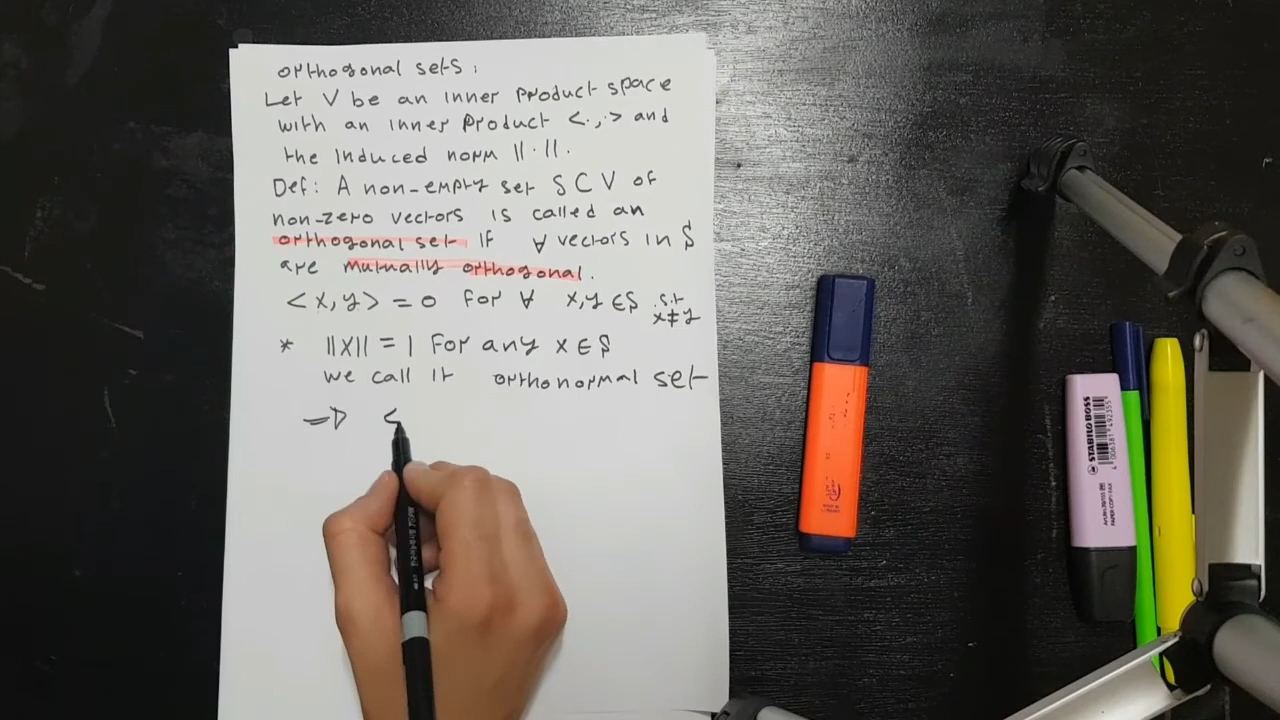 orthogonal sets:
Let V be an inner product space
with an inner product <.,.> and
the induced norm ||·||.
Def: A non-empty set S ⊂ V of
non-zero vectors is called an
orthogonal set if ∀ vectors in S
are mutually orthogonal.
<x,y> = 0 for ∀ x,y ∈ S s.t x≠y
* ||x|| = 1 for any x ∈ S
we call it orthonormal set
⇒ <
STABILO BOSS